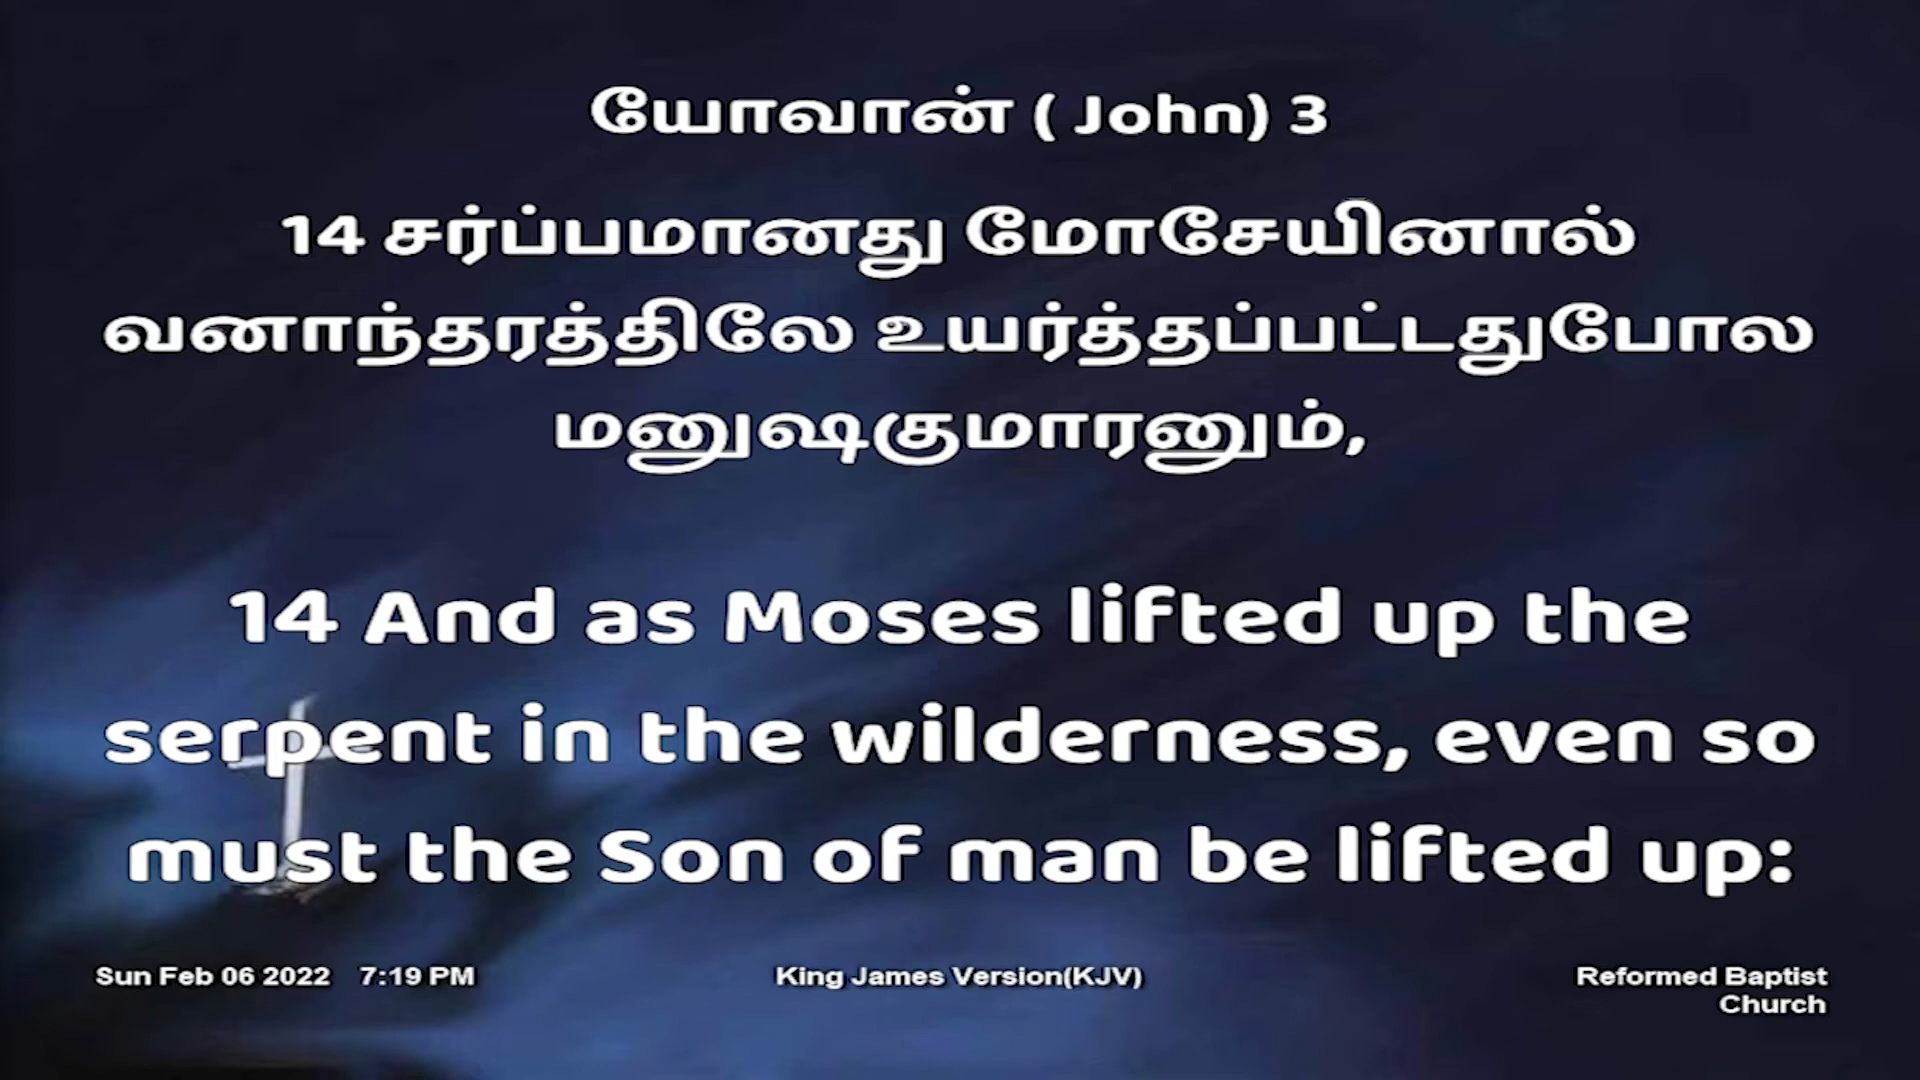 யோவான் ( John) 3
14 சர்ப்பமானது மோசேயினால்
வனாந்தரத்திலே உயர்த்தப்பட்டதுபோல
மனுஷகுமாரனும்,
14 And as Moses lifted up the
serpent in the wilderness, even so
must the Son of man be lifted up:
Sun Feb 06 2022 7:19 PM
King James Version(KJV)
Reformed Baptist
Church